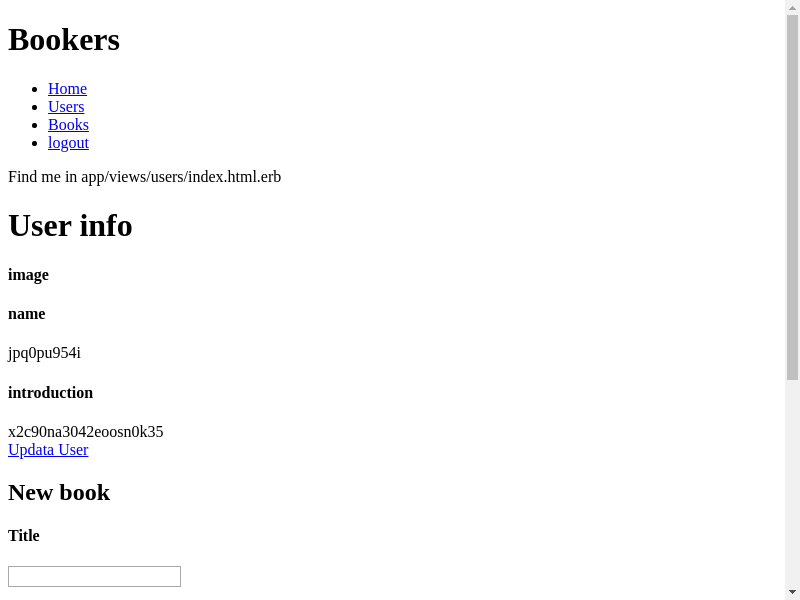 Bookers
Home
Users
Books
logout
Find me in app/views/users/index.html.erb
User info
image
name
jpq0pu954i
introduction
x2c90na3042eoosn0k35
Updata User
New book
Title